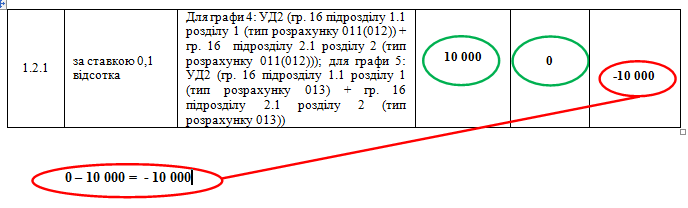 1.2.1
за ставкою 0,1
відсотка
Для графи 4: УД2 (гр. 16 підрозділу 1.1
розділу 1 (тип розрахунку 011(012)) +
гр. 16 підрозділу 2.1 розділу 2 (тип
розрахунку 011(012))); для графи 5:
УД2 (гр. 16 підрозділу 1.1 розділу 1
(тип розрахунку 013) + гр. 16
підрозділу 2.1 розділу 2 (тип
розрахунку 013))
10 000
0
-10 000
0 – 10 000 = - 10 000